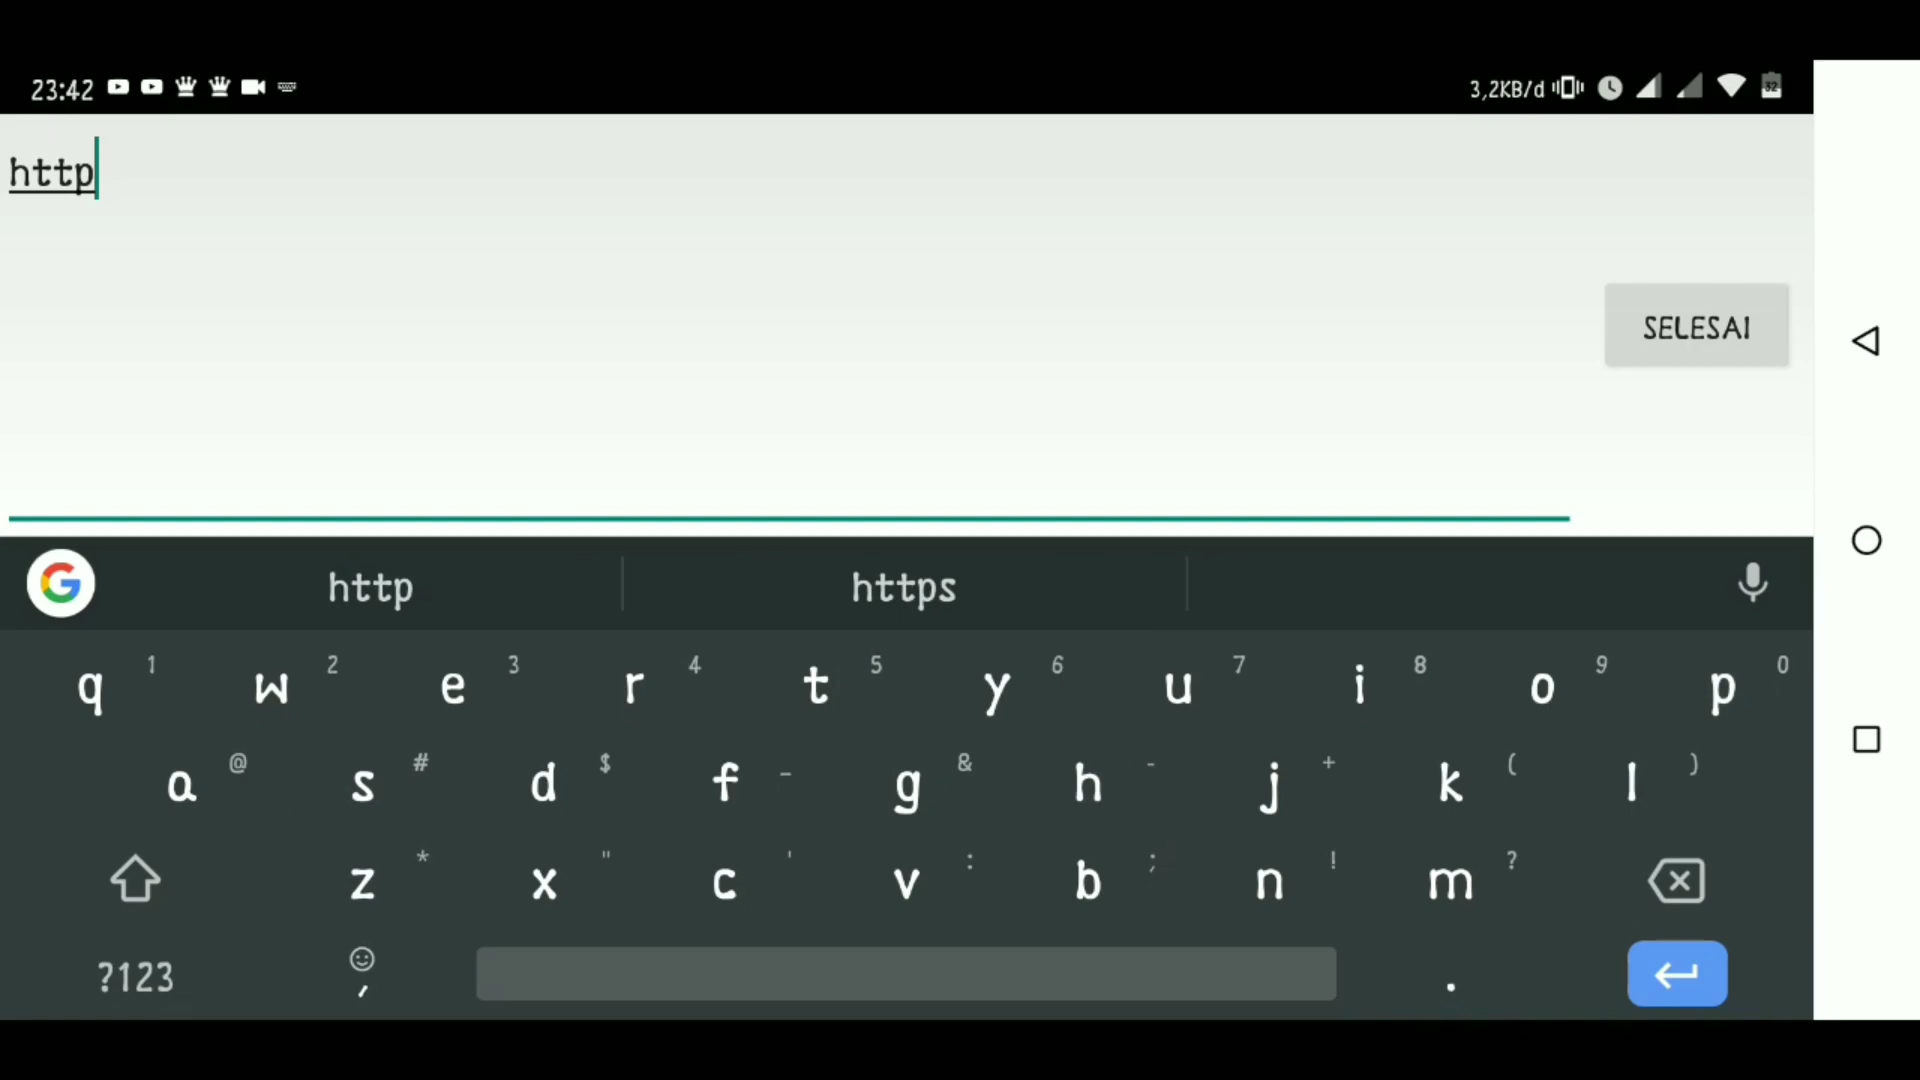 23:42 3,2KB/d 32
http
SELESAI
http https
q 1 w 2 e 3 r 4 t 5 y 6 u 7 i 8 o 9 p 0
a @ s # d $ f _ g & h - j + k ( l )
z * x " c ' v : b ; n ! m ?
?123 , .